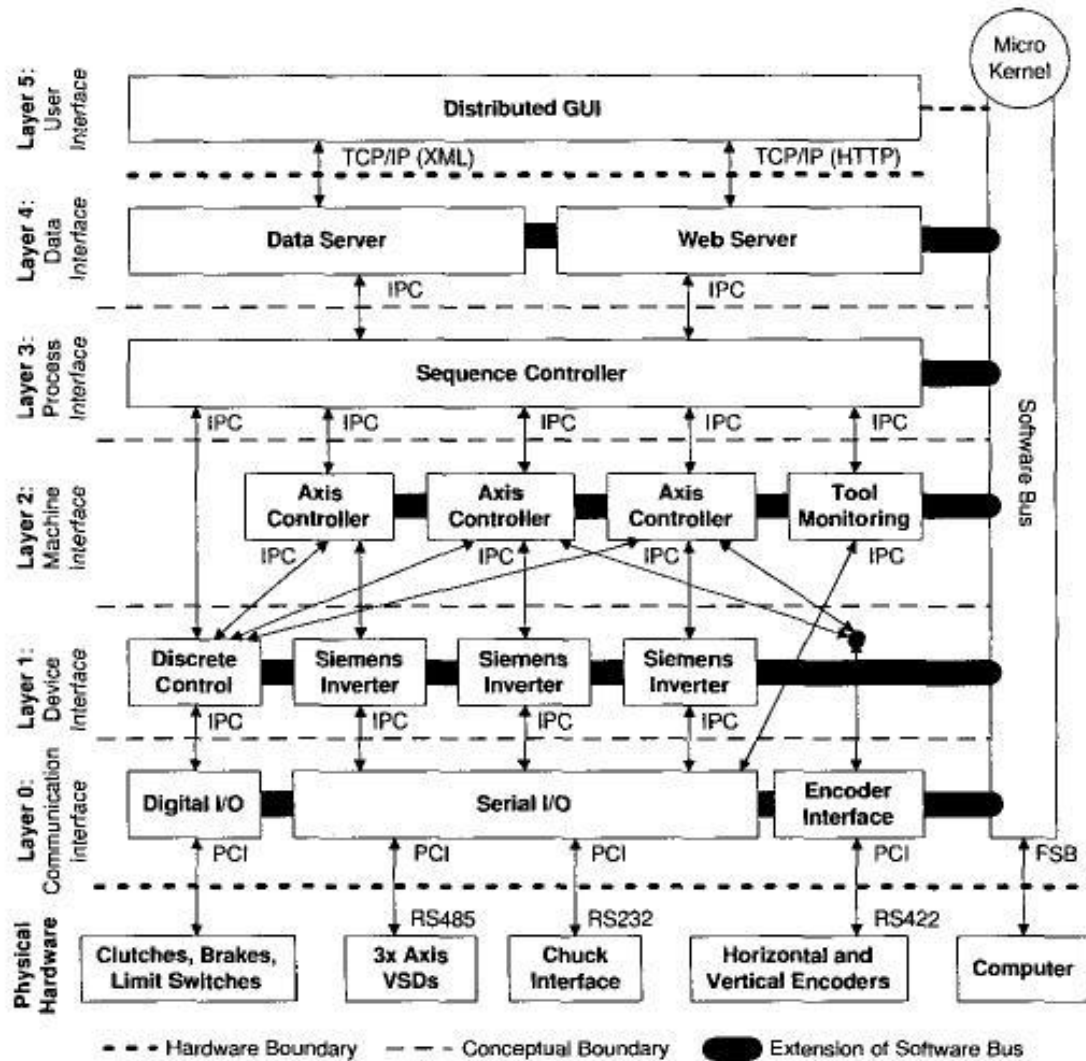 Micro
Kernel
Layer 5:
User
Interface
Distributed GUI
TCP/IP (XML)
TCP/IP (HTTP)
Layer 4:
Data
Interface
Data Server
Web Server
IPC
IPC
Layer 3:
Process
Interface
Sequence Controller
IPC
IPC
IPC
IPC
IPC
Software Bus
Layer 2:
Machine
Interface
Axis
Controller
Axis
Controller
Axis
Controller
Tool
Monitoring
IPC
IPC
IPC
IPC
Layer 1:
Device
Interface
Discrete
Control
Siemens
Inverter
Siemens
Inverter
Siemens
Inverter
IPC
IPC
IPC
IPC
Layer 0:
Communication
interface
Digital I/O
Serial I/O
Encoder
Interface
PCI
PCI
PCI
PCI
FSB
RS485
RS232
RS422
Physical
Hardware
Clutches, Brakes,
Limit Switches
3x Axis
VSDs
Chuck
Interface
Horizontal and
Vertical Encoders
Computer
Hardware Boundary
Conceptual Boundary
Extension of Software Bus